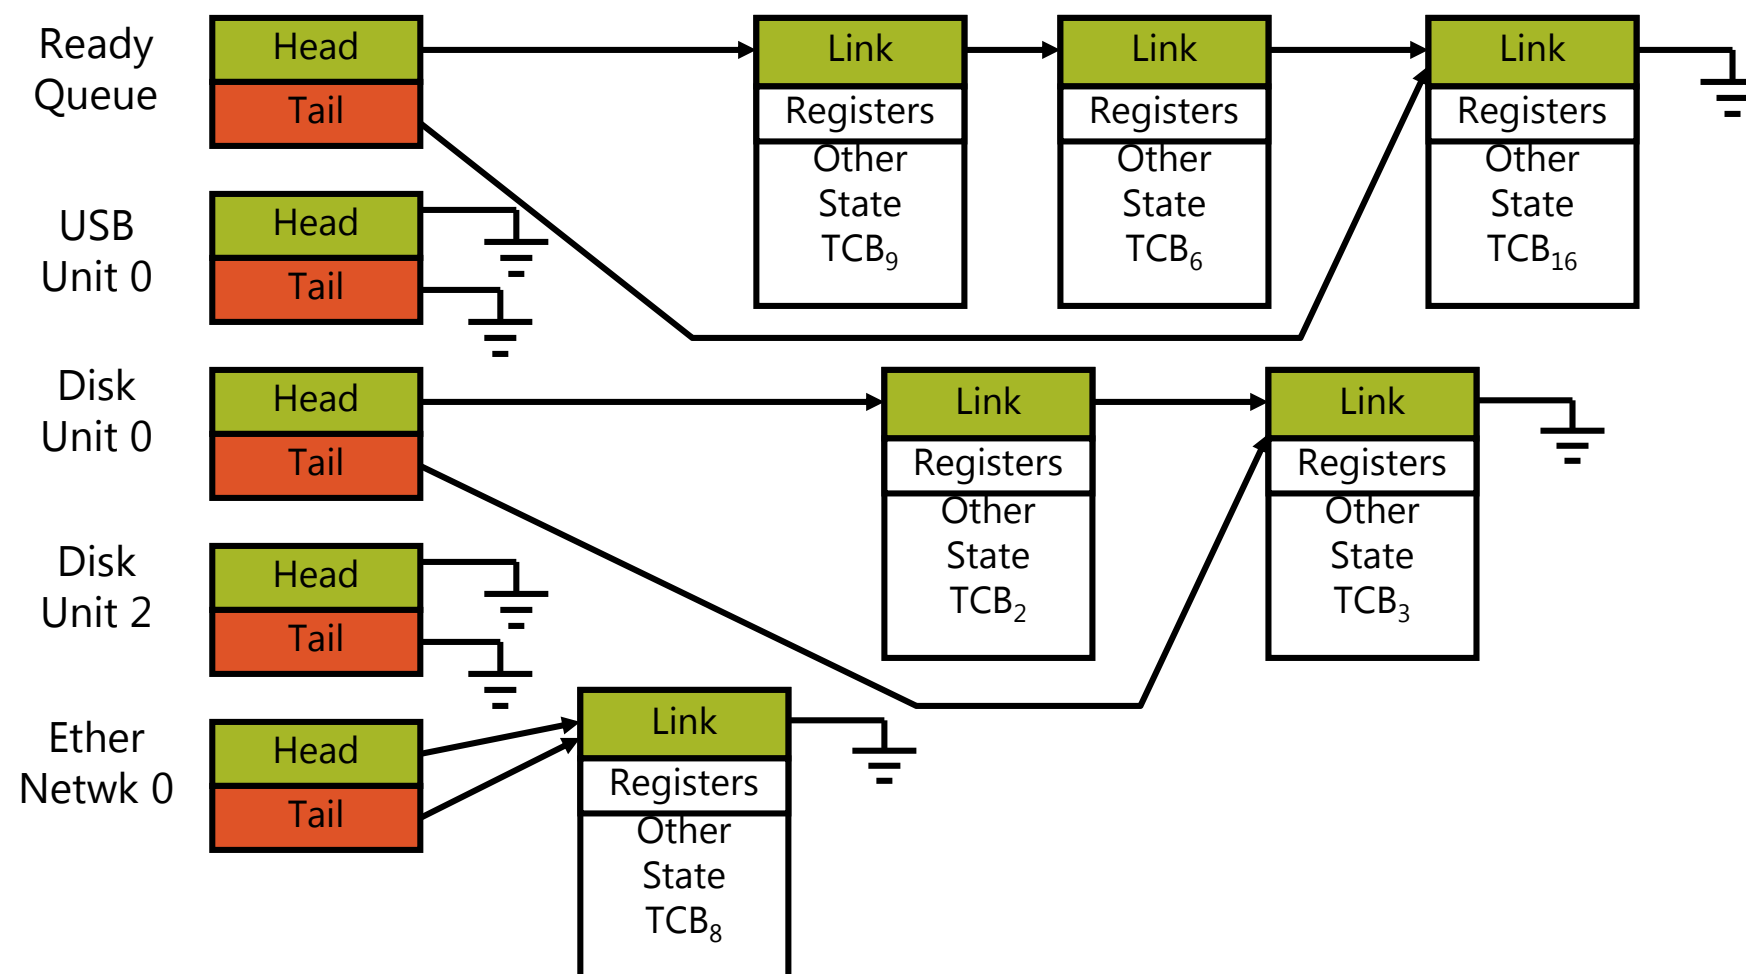 Ready
Queue
Head
Tail
Link
Registers
Other
State
TCB9
Link
Registers
Other
State
TCB6
Link
Registers
Other
State
TCB16
USB
Unit 0
Head
Tail
Disk
Unit 0
Head
Tail
Link
Registers
Other
State
TCB2
Link
Registers
Other
State
TCB3
Disk
Unit 2
Head
Tail
Ether
Netwk 0
Head
Tail
Link
Registers
Other
State
TCB8